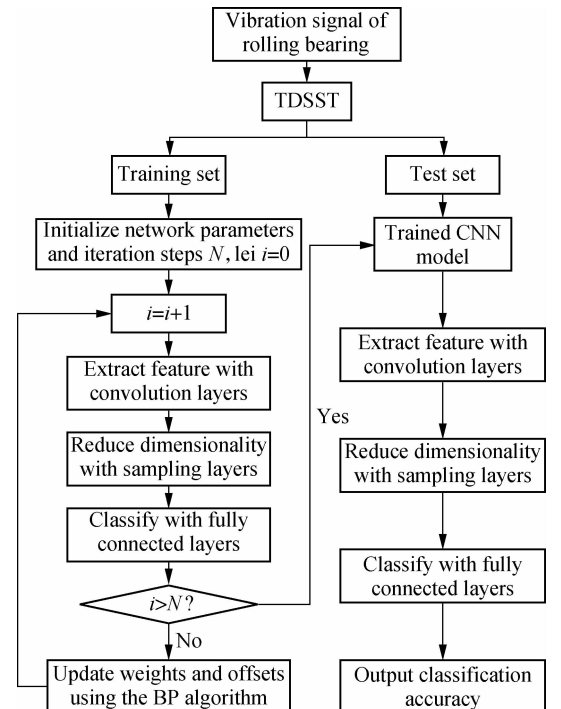 Vibration signal of
rolling bearing
TDSST
Training set
Test set
Initialize network parameters
and iteration steps N, lei i=0
Trained CNN
model
i=i+1
Extract feature with
convolution layers
Extract feature with
convolution layers
Yes
Reduce dimensionality
with sampling layers
Reduce dimensionality
with sampling layers
Classify with fully
connected layers
Classify with fully
connected layers
i>N?
No
Update weights and offsets
using the BP algorithm
Output classification
accuracy